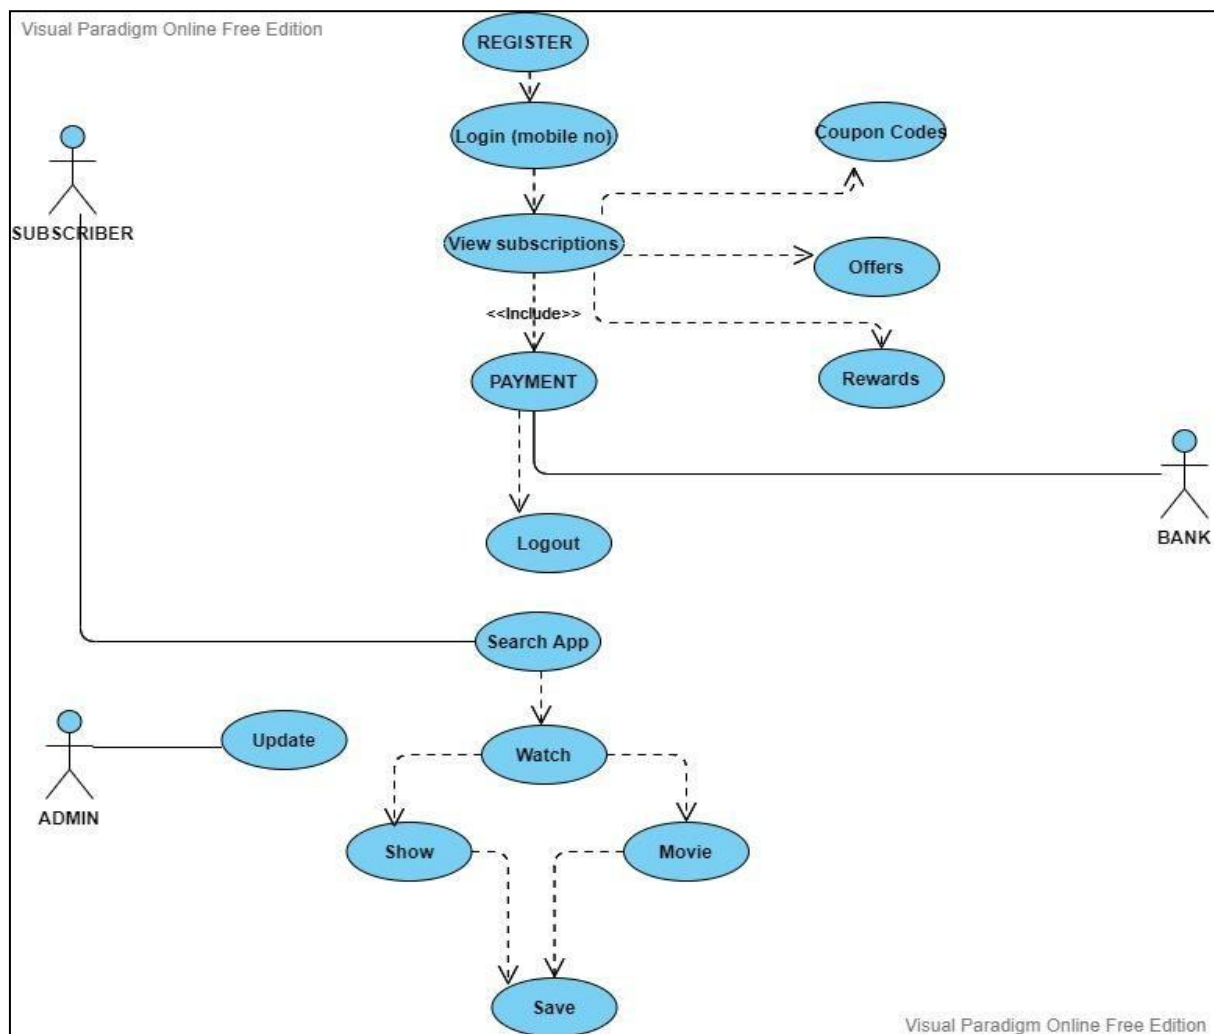 Visual Paradigm Online Free Edition
REGISTER
Login (mobile no)
Coupon Codes
SUBSCRIBER
View subscriptions
Offers
<<Include>>
PAYMENT
Rewards
BANK
Logout
Search App
Update
Watch
ADMIN
Show
Movie
Save
Visual Paradigm Online Free Edition